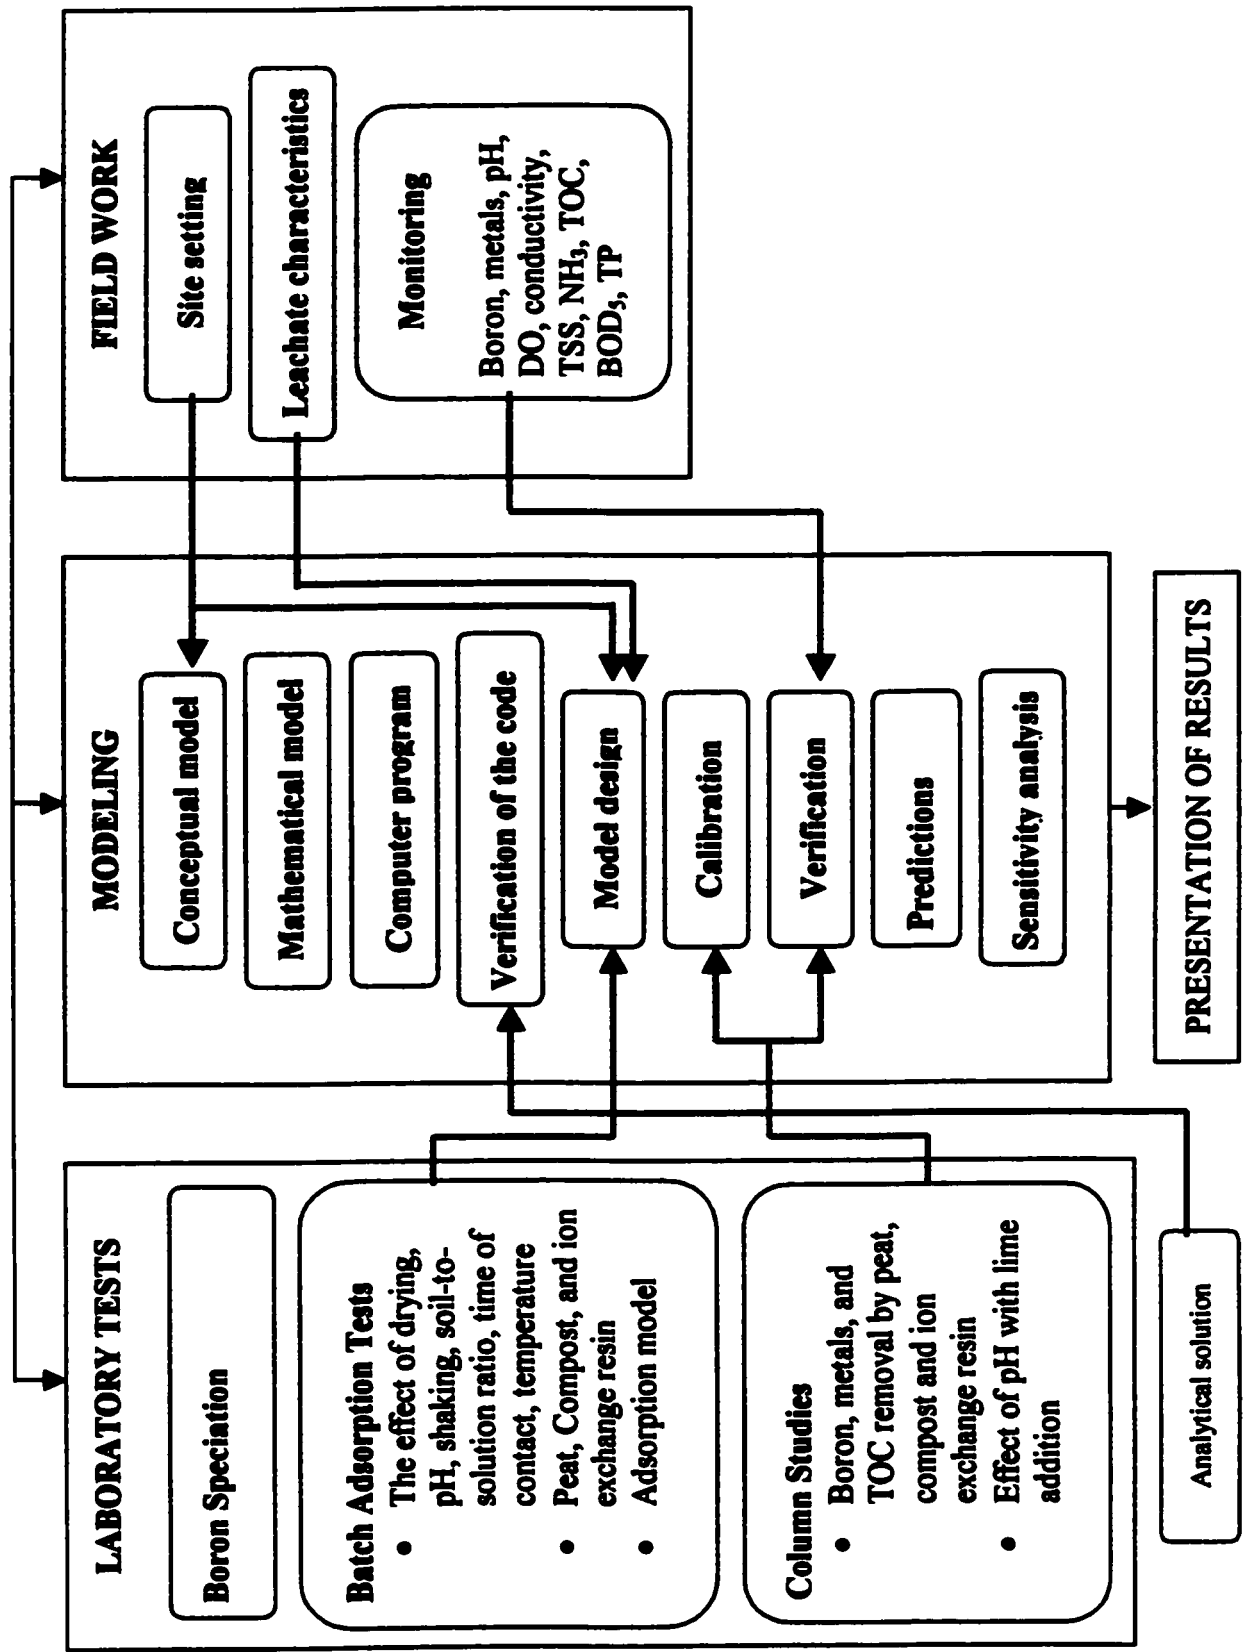 LABORATORY TESTS
Boron Speciation
Batch Adsorption Tests
• The effect of drying,
pH, shaking, soil-to-
solution ratio, time of
contact, temperature
• Peat, Compost, and ion
exchange resin
• Adsorption model
Column Studies
• Boron, metals, and
TOC removal by peat,
compost and ion
exchange resin
• Effect of pH with lime
addition
Analytical solution
MODELING
Conceptual model
Mathematical model
Computer program
Verification of the code
Model design
Calibration
Verification
Predictions
Sensitivity analysis
PRESENTATION OF RESULTS
FIELD WORK
Site setting
Leachate characteristics
Monitoring
Boron, metals, pH,
DO, conductivity,
TSS, NH₃, TOC,
BOD₅, TP